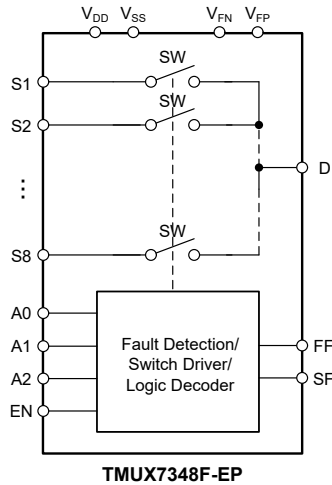 VDD VSS VFN VFP
S1
SW
S2
SW
D
⋮
S8
SW
A0
A1
A2
EN
Fault Detection/
Switch Driver/
Logic Decoder
FF
SF
TMUX7348F-EP